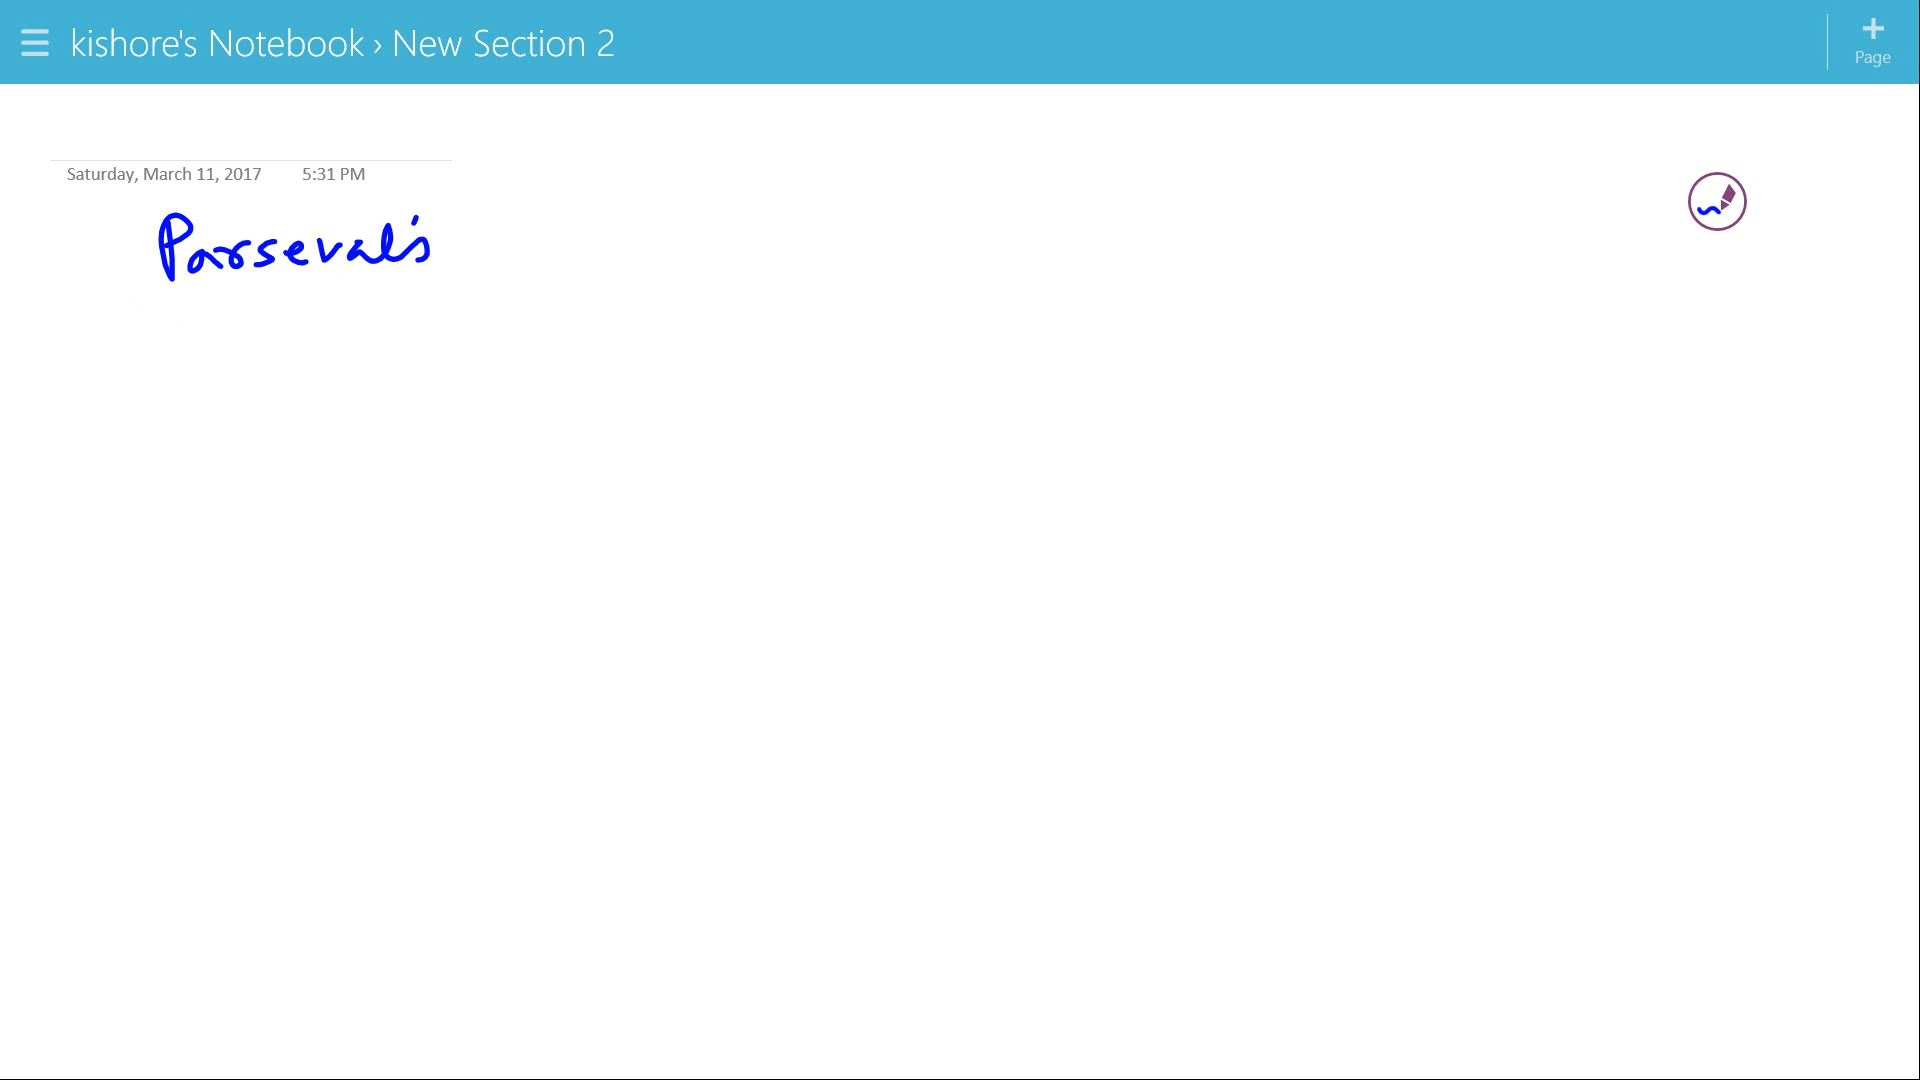 kishore's Notebook › New Section 2
Page
Saturday, March 11, 2017 5:31 PM
Parseval's